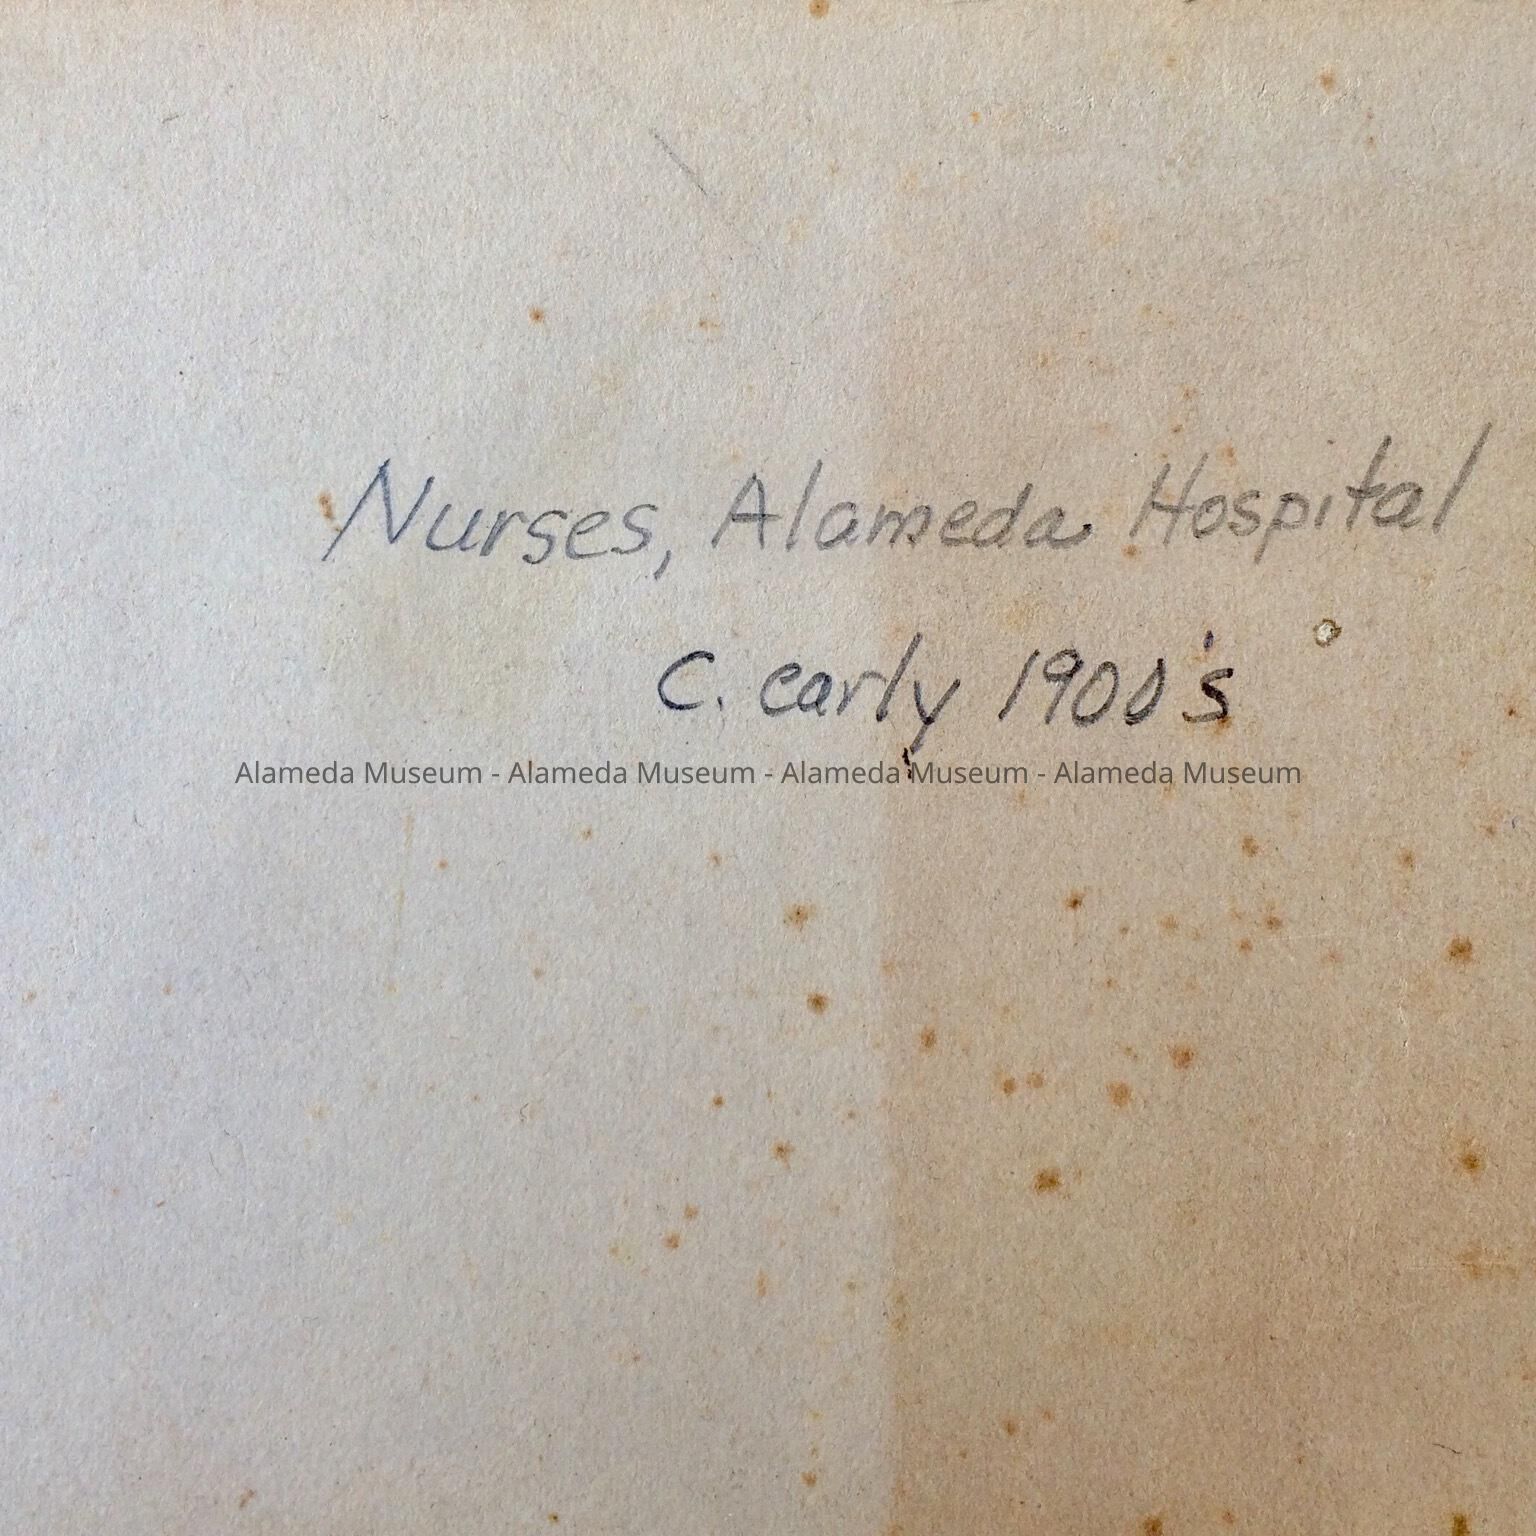 Nurses, Alameda Hospital
c. early 1900's
Alameda Museum - Alameda Museum - Alameda Museum - Alameda Museum